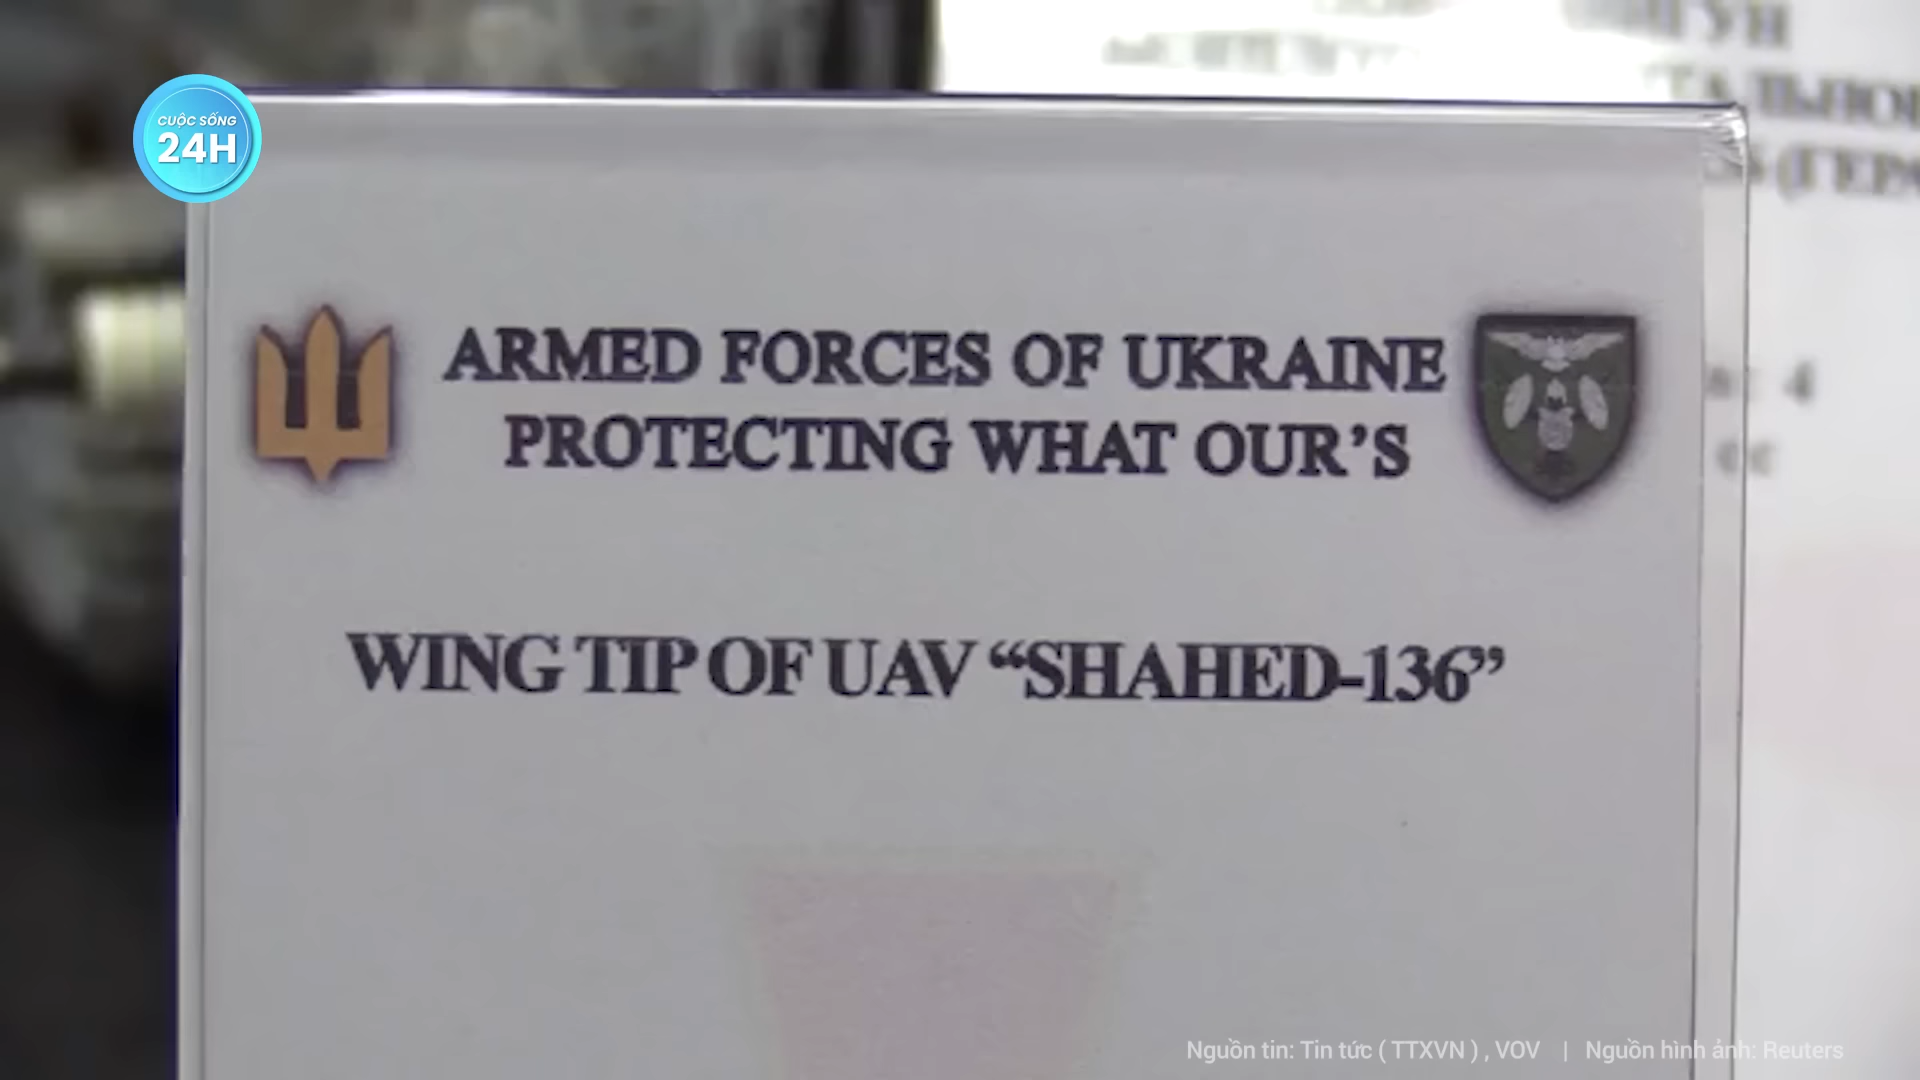 CUỘC SỐNG
24H
ARMED FORCES OF UKRAINE
PROTECTING WHAT OUR’S
WING TIP OF UAV “SHAHED-136”
4
Nguồn tin: Tin tức ( TTXVN ) , VOV | Nguồn hình ảnh: Reuters